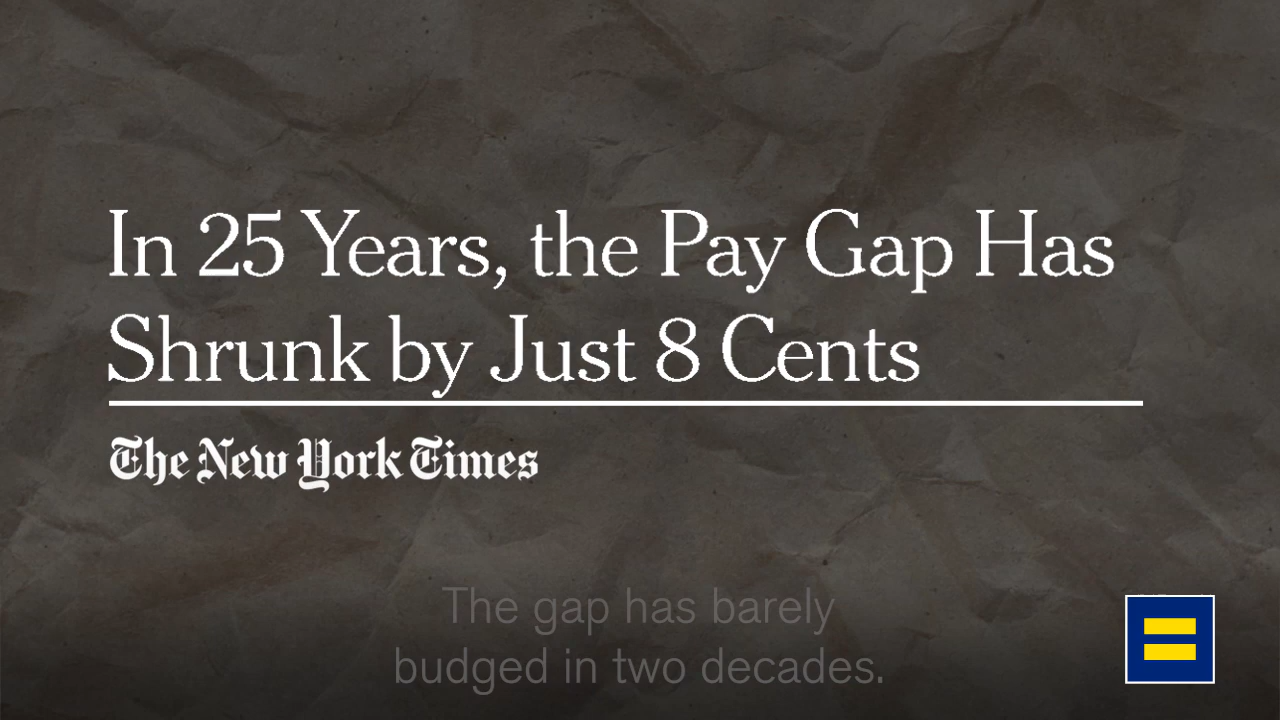 In 25 Years, the Pay Gap Has
Shrunk by Just 8 Cents
The New York Times
The gap has barely
budged in two decades.